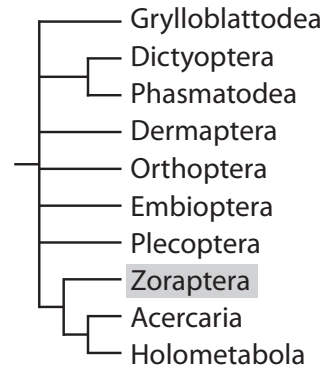 Grylloblattodea
Dictyoptera
Phasmatodea
Dermaptera
Orthoptera
Embioptera
Plecoptera
Zoraptera
Acercaria
Holometabola